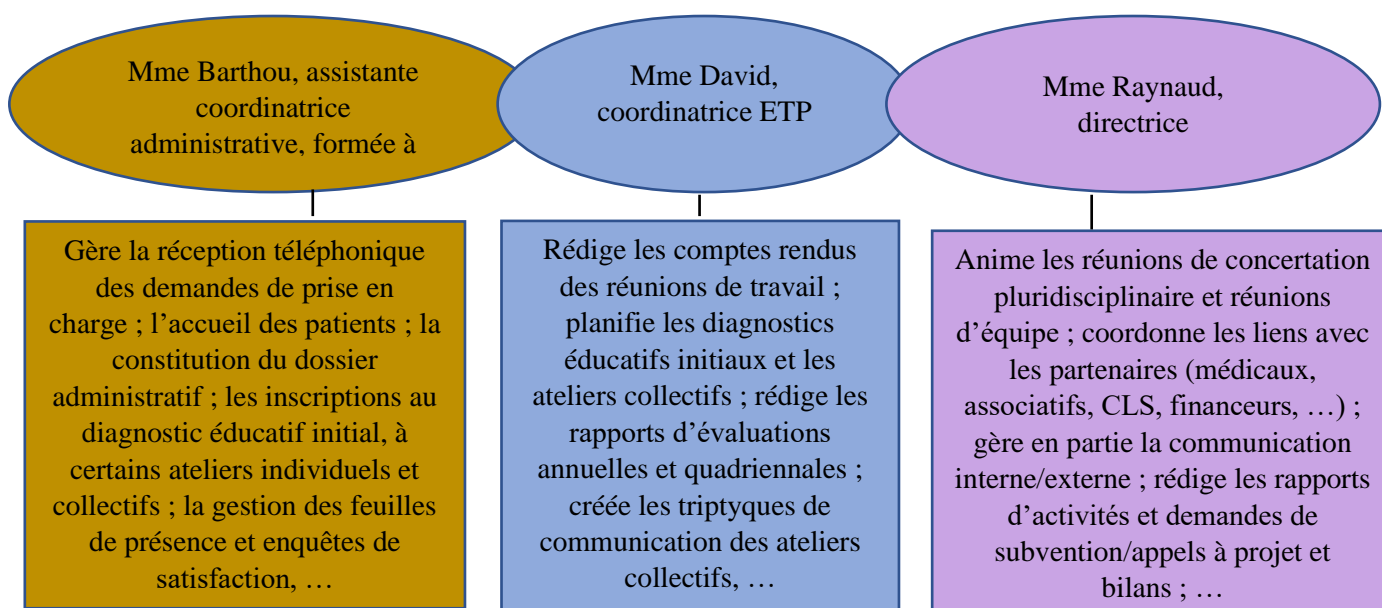 Mme Barthou, assistante
coordinatrice
administrative, formée à
Mme David,
coordinatrice ETP
Mme Raynaud,
directrice
Gère la réception téléphonique
des demandes de prise en
charge ; l’accueil des patients ; la
constitution du dossier
administratif ; les inscriptions au
diagnostic éducatif initial, à
certains ateliers individuels et
collectifs ; la gestion des feuilles
de présence et enquêtes de
satisfaction, …
Rédige les comptes rendus
des réunions de travail ;
planifie les diagnostics
éducatifs initiaux et les
ateliers collectifs ; rédige les
rapports d’évaluations
annuelles et quadriennales ;
créée les triptyques de
communication des ateliers
collectifs, …
Anime les réunions de concertation
pluridisciplinaire et réunions
d’équipe ; coordonne les liens avec
les partenaires (médicaux,
associatifs, CLS, financeurs, …) ;
gère en partie la communication
interne/externe ; rédige les rapports
d’activités et demandes de
subvention/appels à projet et
bilans ; …